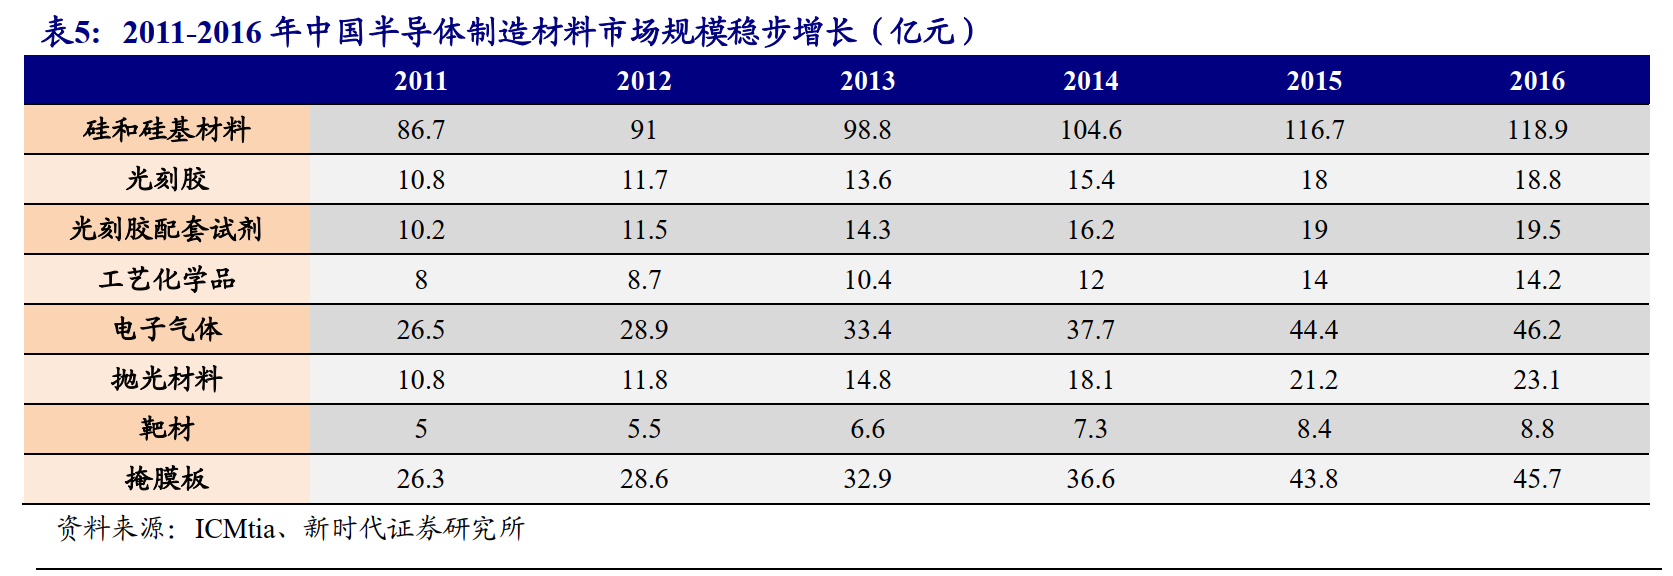 表5： 2011-2016 年中国半导体制造材料市场规模稳步增长（亿元）
2011 2012 2013 2014 2015 2016
硅和硅基材料 86.7 91 98.8 104.6 116.7 118.9
光刻胶 10.8 11.7 13.6 15.4 18 18.8
光刻胶配套试剂 10.2 11.5 14.3 16.2 19 19.5
工艺化学品 8 8.7 10.4 12 14 14.2
电子气体 26.5 28.9 33.4 37.7 44.4 46.2
抛光材料 10.8 11.8 14.8 18.1 21.2 23.1
靶材 5 5.5 6.6 7.3 8.4 8.8
掩膜板 26.3 28.6 32.9 36.6 43.8 45.7
资料来源：ICMtia、新时代证券研究所